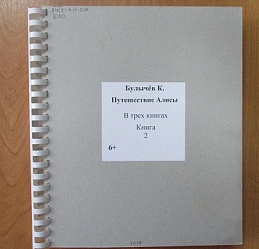 Булычёв К.
Путешествие Алисы
В трех книгах
Книга
2
6+